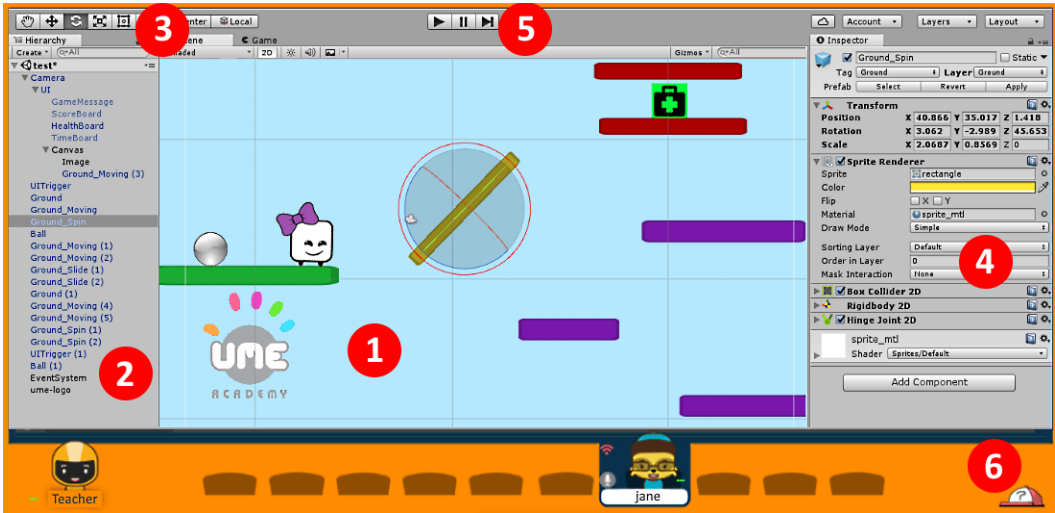 3
enter
Local
5
Account
Layers
Layout
Hierarchy
ene
Game
Inspector
Create
All
haded
2D
Gizmos
All
Ground_Spin
Static
test*
Tag Ground Layer Ground
Camera
Prefab Select Revert Apply
UI
GameMessage
ScoreBoard
HealthBoard
TimeBoard
Canvas
Image
Ground_Moving (3)
UITrigger
Ground
Ground_Moving
Ground_Spin
Ball
Ground_Moving (1)
Ground_Moving (2)
Ground_Slide (1)
Ground_Slide (2)
Ground (1)
Ground_Moving (4)
Ground_Moving (5)
Ground_Spin (1)
Ground_Spin (2)
UITrigger (1)
Ball (1)
EventSystem
ume-logo
2
UME
ACADEMY
1
Transform
Position X 40.866 Y 35.017 Z 1.418
Rotation X 3.062 Y -2.989 Z 45.653
Scale X 2.0687 Y 0.8569 Z 0
Sprite Renderer
Sprite rectangle
Color
Flip X Y
Material sprite_mtl
Draw Mode Simple
Sorting Layer Default
Order in Layer 0
Mask Interaction None
4
Box Collider 2D
Rigidbody 2D
Hinge Joint 2D
sprite_mtl
Shader Sprites/Default
Add Component
Teacher
jane
6
?